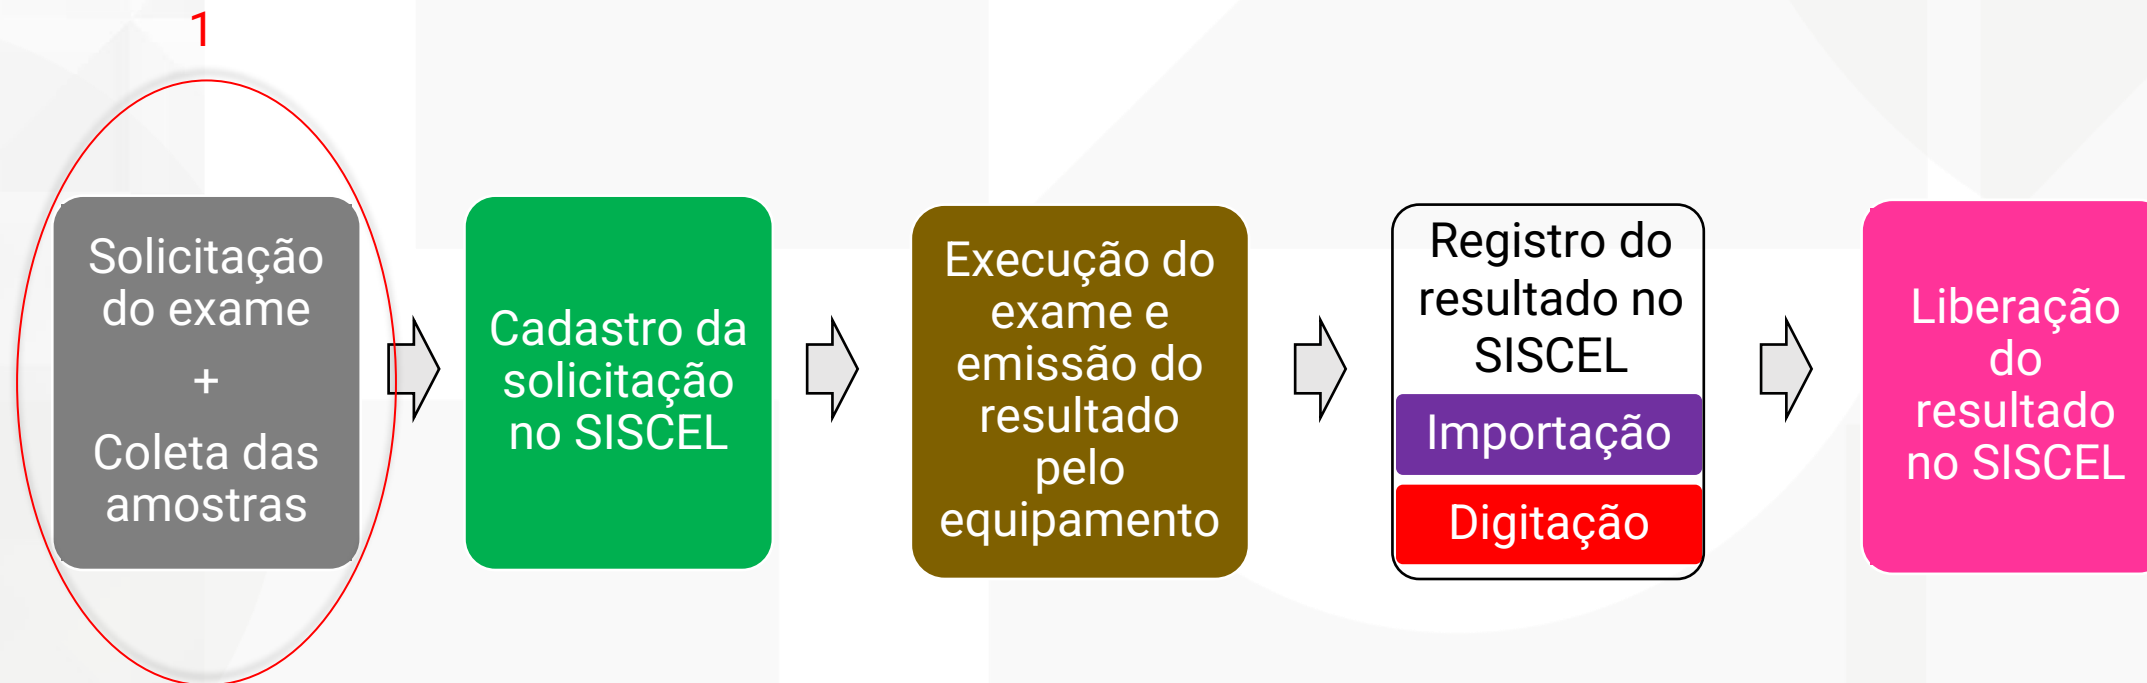 1
Solicitação
do exame
+
Coleta das
amostras
Cadastro da
solicitação
no SISCEL
Execução do
exame e
emissão do
resultado
pelo
equipamento
Registro do
resultado no
SISCEL
Importação
Digitação
Liberação
do
resultado
no SISCEL